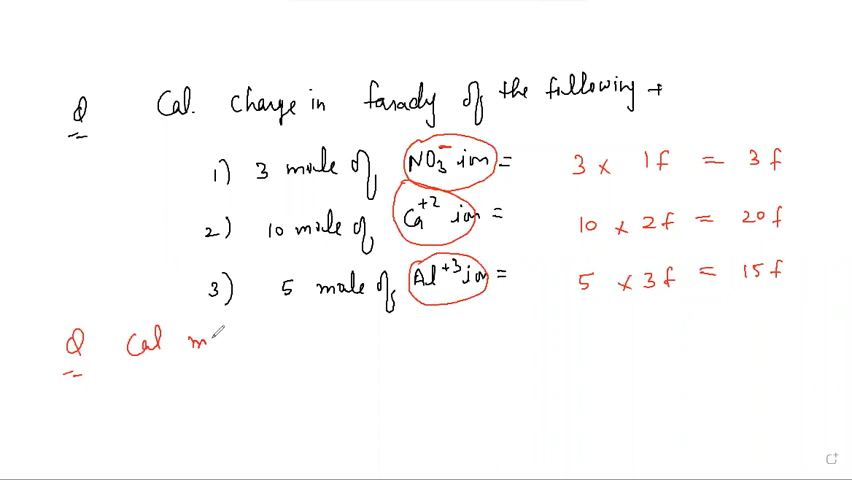 Q Cal. charge in farady of the following →
1) 3 mole of NO3- ion = 3 x 1f = 3f
2) 10 mole of Ca+2 ion = 10 x 2f = 20f
3) 5 mole of Al+3 ion = 5 x 3f = 15f
Q Cal m